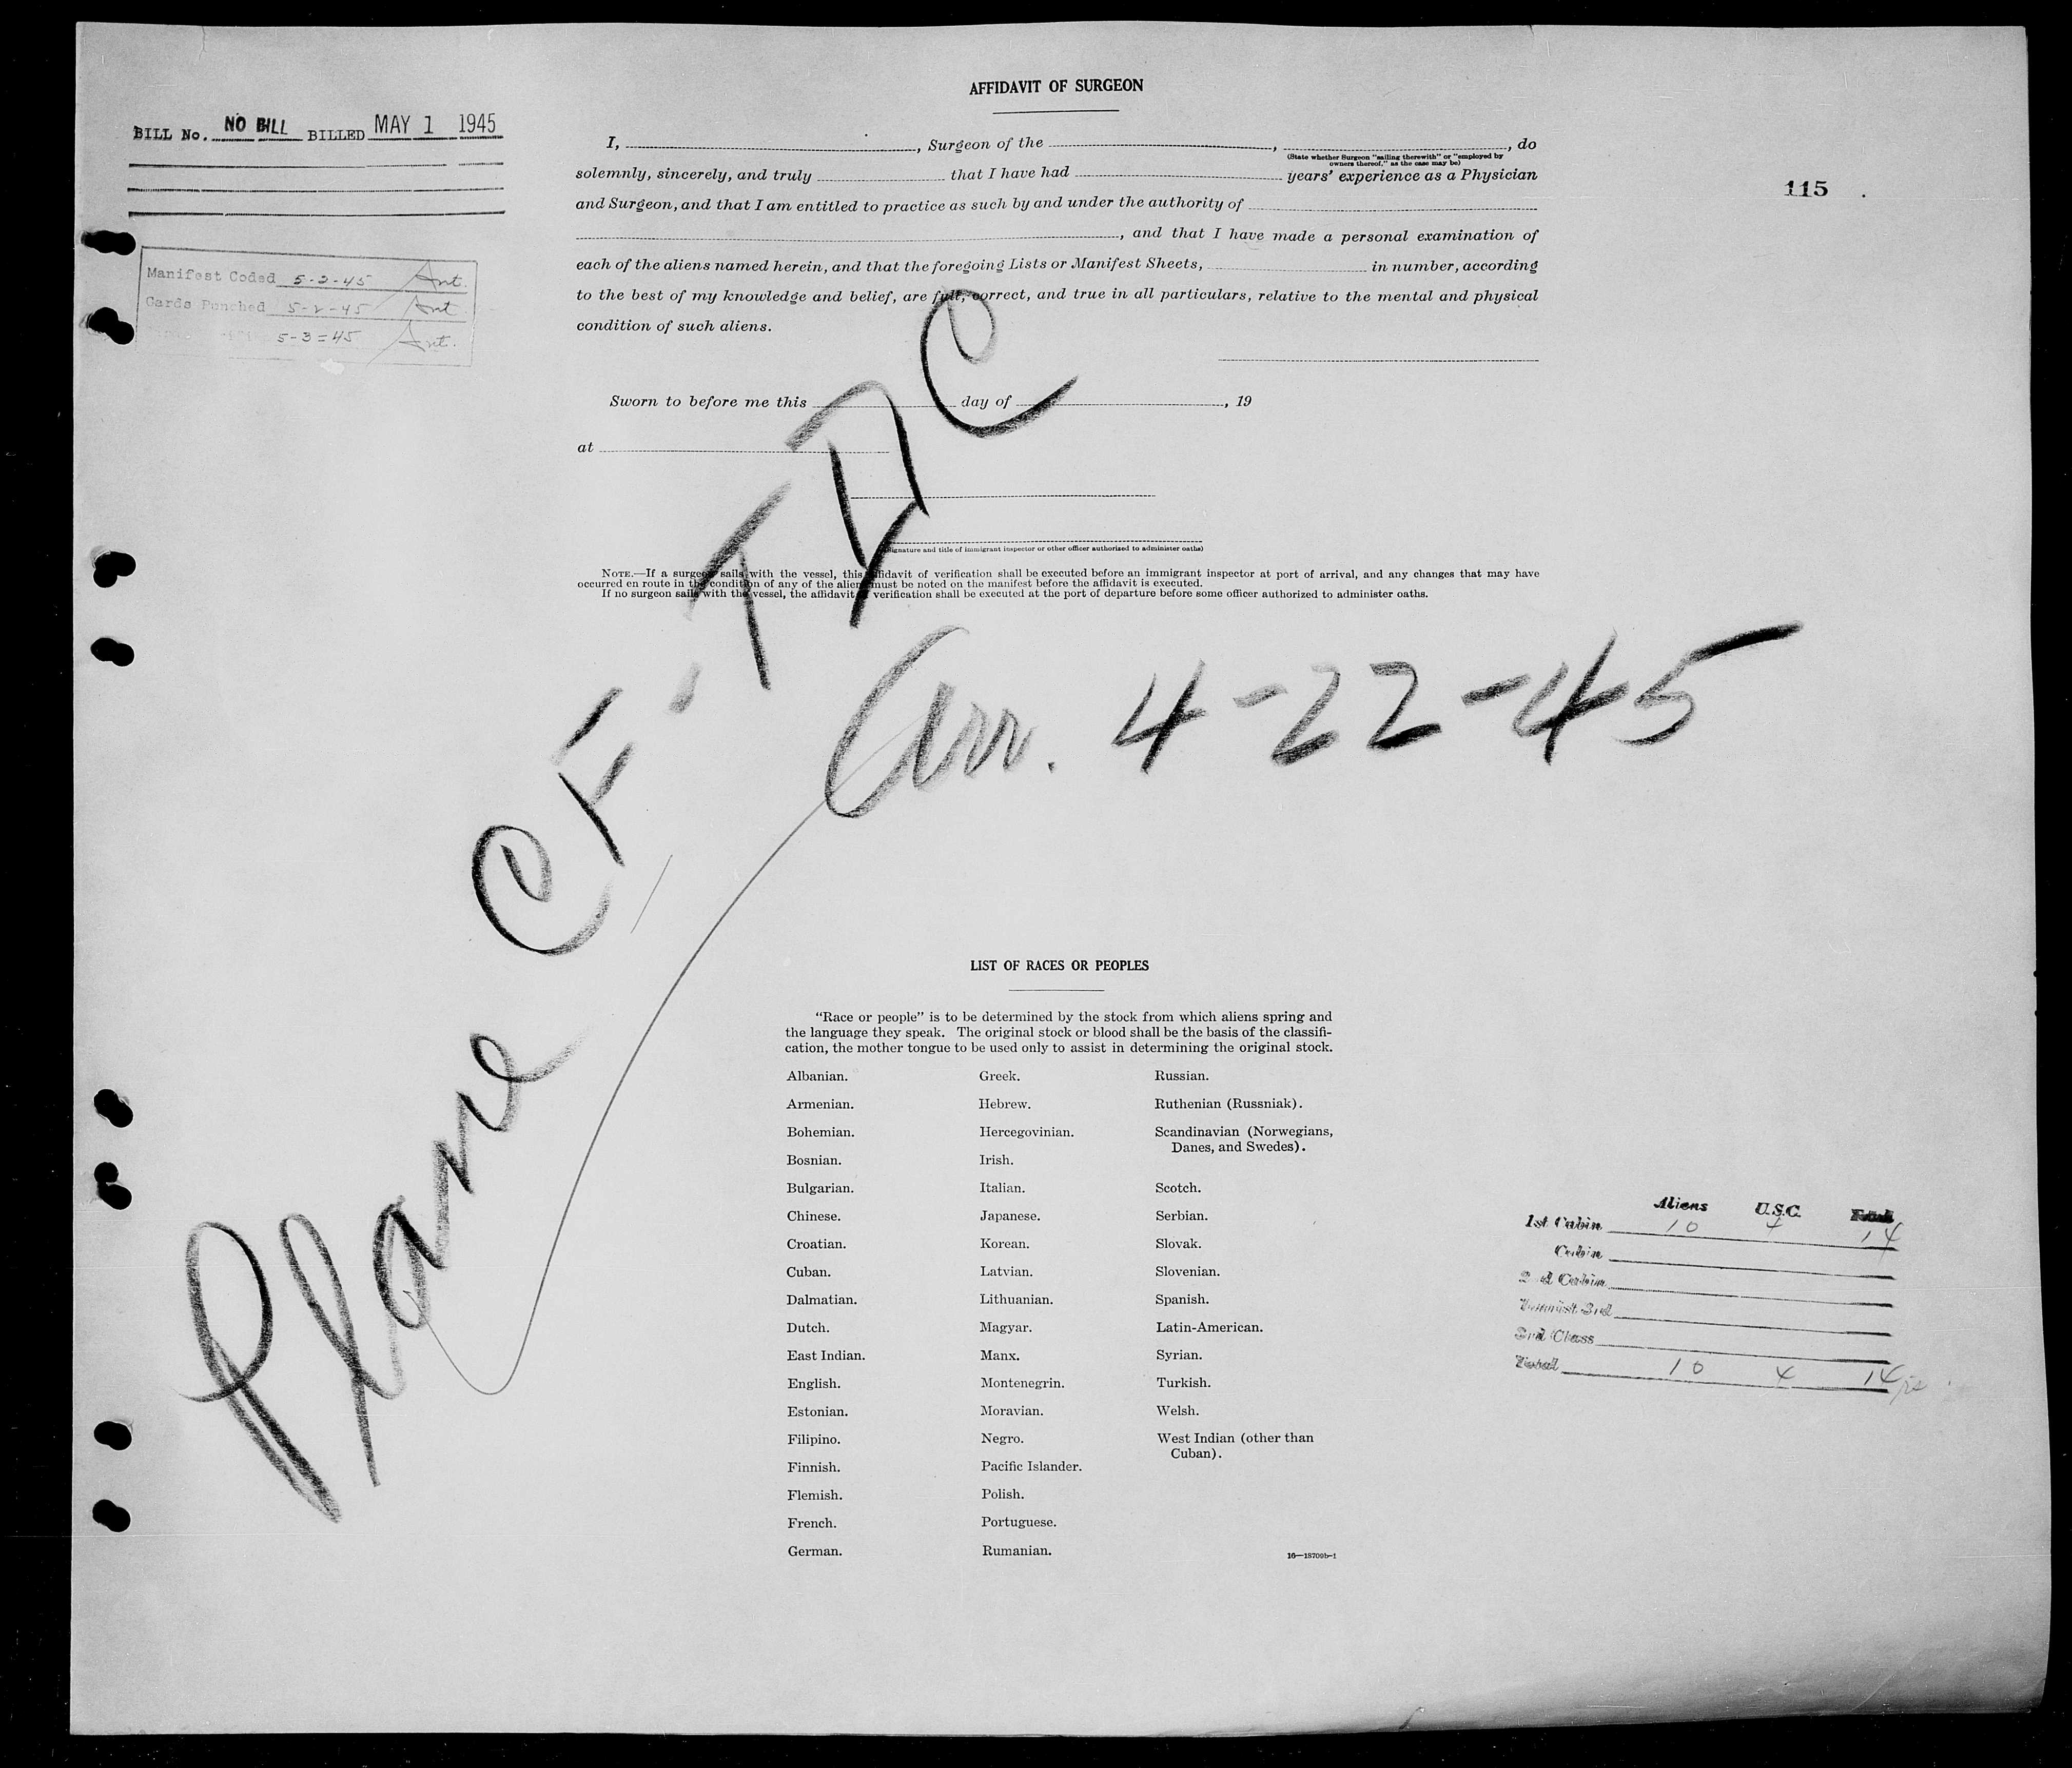 AFFIDAVIT OF SURGEON
BILL No. NO BILL BILLED MAY 1 1945
I, , Surgeon of the , , do
(State whether Surgeon "sailing therewith" or "employed by
owners thereof," as the case may be)
solemnly, sincerely, and truly that I have had years' experience as a Physician
115
and Surgeon, and that I am entitled to practice as such by and under the authority of
, and that I have made a personal examination of
each of the aliens named herein, and that the foregoing Lists or Manifest Sheets, in number, according
to the best of my knowledge and belief, are full, correct, and true in all particulars, relative to the mental and physical
condition of such aliens.
Manifest Coded 5-2-45 Ant.
Cards Punched 5-2-45 Ant
5-3=45 Ant.
Sworn to before me this day of , 19
at
(Signature and title of immigrant inspector or other officer authorized to administer oaths)
NOTE.—If a surgeon sails with the vessel, this affidavit of verification shall be executed before an immigrant inspector at port of arrival, and any changes that may have
occurred en route in the condition of any of the aliens must be noted on the manifest before the affidavit is executed.
If no surgeon sails with the vessel, the affidavit of verification shall be executed at the port of departure before some officer authorized to administer oaths.
Plane CF-TDC
Arr. 4-22-45
LIST OF RACES OR PEOPLES
"Race or people" is to be determined by the stock from which aliens spring and
the language they speak. The original stock or blood shall be the basis of the classifi-
cation, the mother tongue to be used only to assist in determining the original stock.
Albanian.
Armenian.
Bohemian.
Bosnian.
Bulgarian.
Chinese.
Croatian.
Cuban.
Dalmatian.
Dutch.
East Indian.
English.
Estonian.
Filipino.
Finnish.
Flemish.
French.
German.
Greek.
Hebrew.
Hercegovinian.
Irish.
Italian.
Japanese.
Korean.
Latvian.
Lithuanian.
Magyar.
Manx.
Montenegrin.
Moravian.
Negro.
Pacific Islander.
Polish.
Portuguese.
Rumanian.
Russian.
Ruthenian (Russniak).
Scandinavian (Norwegians,
Danes, and Swedes).
Scotch.
Serbian.
Slovak.
Slovenian.
Spanish.
Latin-American.
Syrian.
Turkish.
Welsh.
West Indian (other than
Cuban).
16—18709b-1
Aliens U.S.C. Total
1st Cabin 10 4 14
Cabin
2nd Cabin
Tourist 3rd
3rd Class
Total 10 4 14